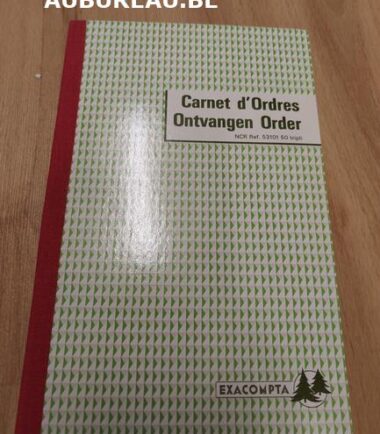 AUBUREAU.BE
Carnet d'Ordres
Ontvangen Order
NCR Ref. 53101 50 tripli
EXACOMPTA